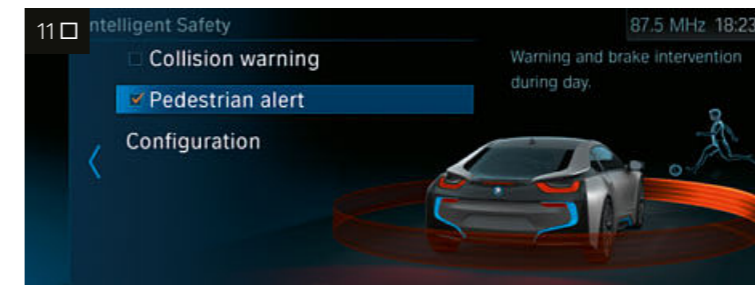 11
ntelligent Safety
87.5 MHz 18:23
Collision warning
Pedestrian alert
Configuration
Warning and brake intervention
during day.